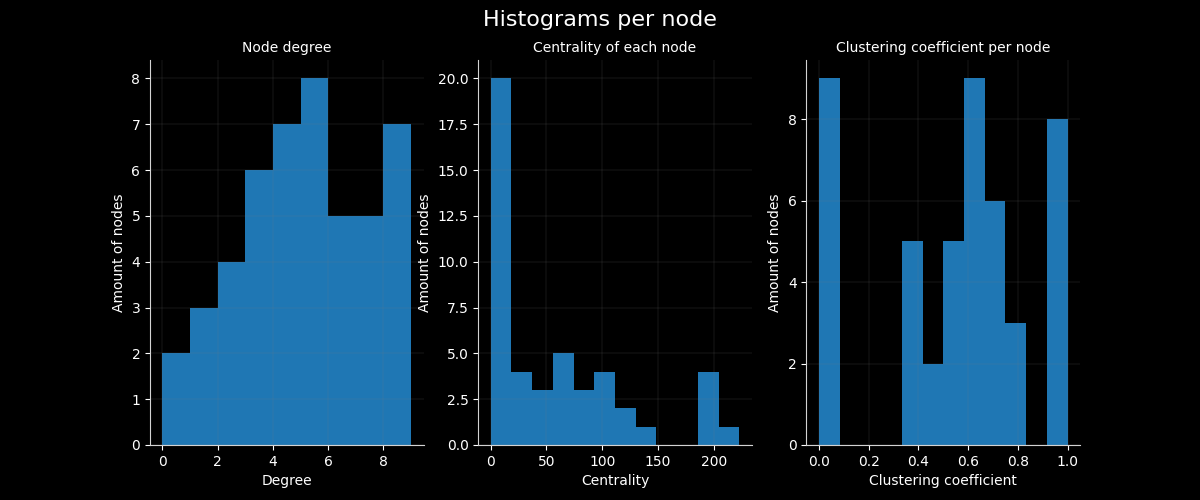 Histograms per node
Node degree
Amount of nodes
8
7
6
5
4
3
2
1
0
0 2 4 6 8
Degree
Centrality of each node
Amount of nodes
20.0
17.5
15.0
12.5
10.0
7.5
5.0
2.5
0.0
0 50 100 150 200
Centrality
Clustering coefficient per node
Amount of nodes
8
6
4
2
0
0.0 0.2 0.4 0.6 0.8 1.0
Clustering coefficient